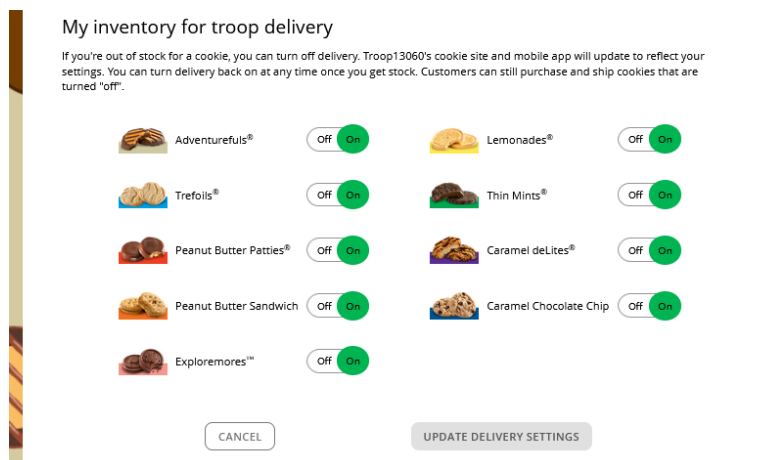 My inventory for troop delivery
If you're out of stock for a cookie, you can turn off delivery. Troop13060's cookie site and mobile app will update to reflect your
settings. You can turn delivery back on at any time once you get stock. Customers can still purchase and ship cookies that are
turned "off".
Adventurefuls® Off On Lemonades® Off On
Trefoils® Off On Thin Mints® Off On
Peanut Butter Patties® Off On Caramel deLites® Off On
Peanut Butter Sandwich Off On Caramel Chocolate Chip Off On
Exploremores™ Off On
CANCEL UPDATE DELIVERY SETTINGS